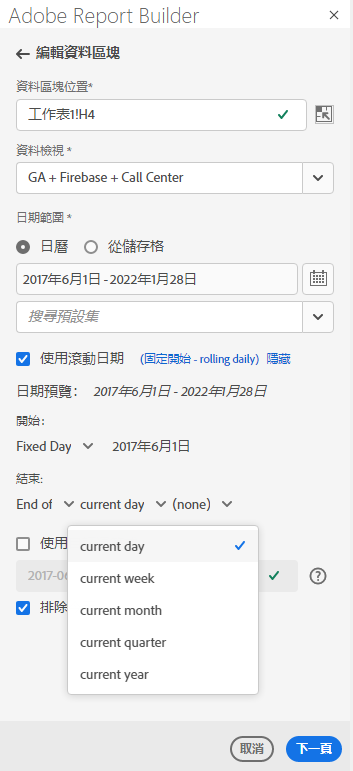 Adobe Report Builder
編輯資料區塊
資料區塊位置*
工作表1!H4
資料檢視 *
GA + Firebase + Call Center
日期範圍 *
日曆 從儲存格
2017年6月1日 - 2022年1月28日
搜尋預設集
使用滾動日期 (固定開始 - rolling daily) 隱藏
日期預覽： 2017年6月1日 - 2022年1月28日
開始：
Fixed Day 2017年6月1日
結束：
End of current day (none)
使用
current day
2017-0
current week
排除
current month
current quarter
current year
取消 下一頁